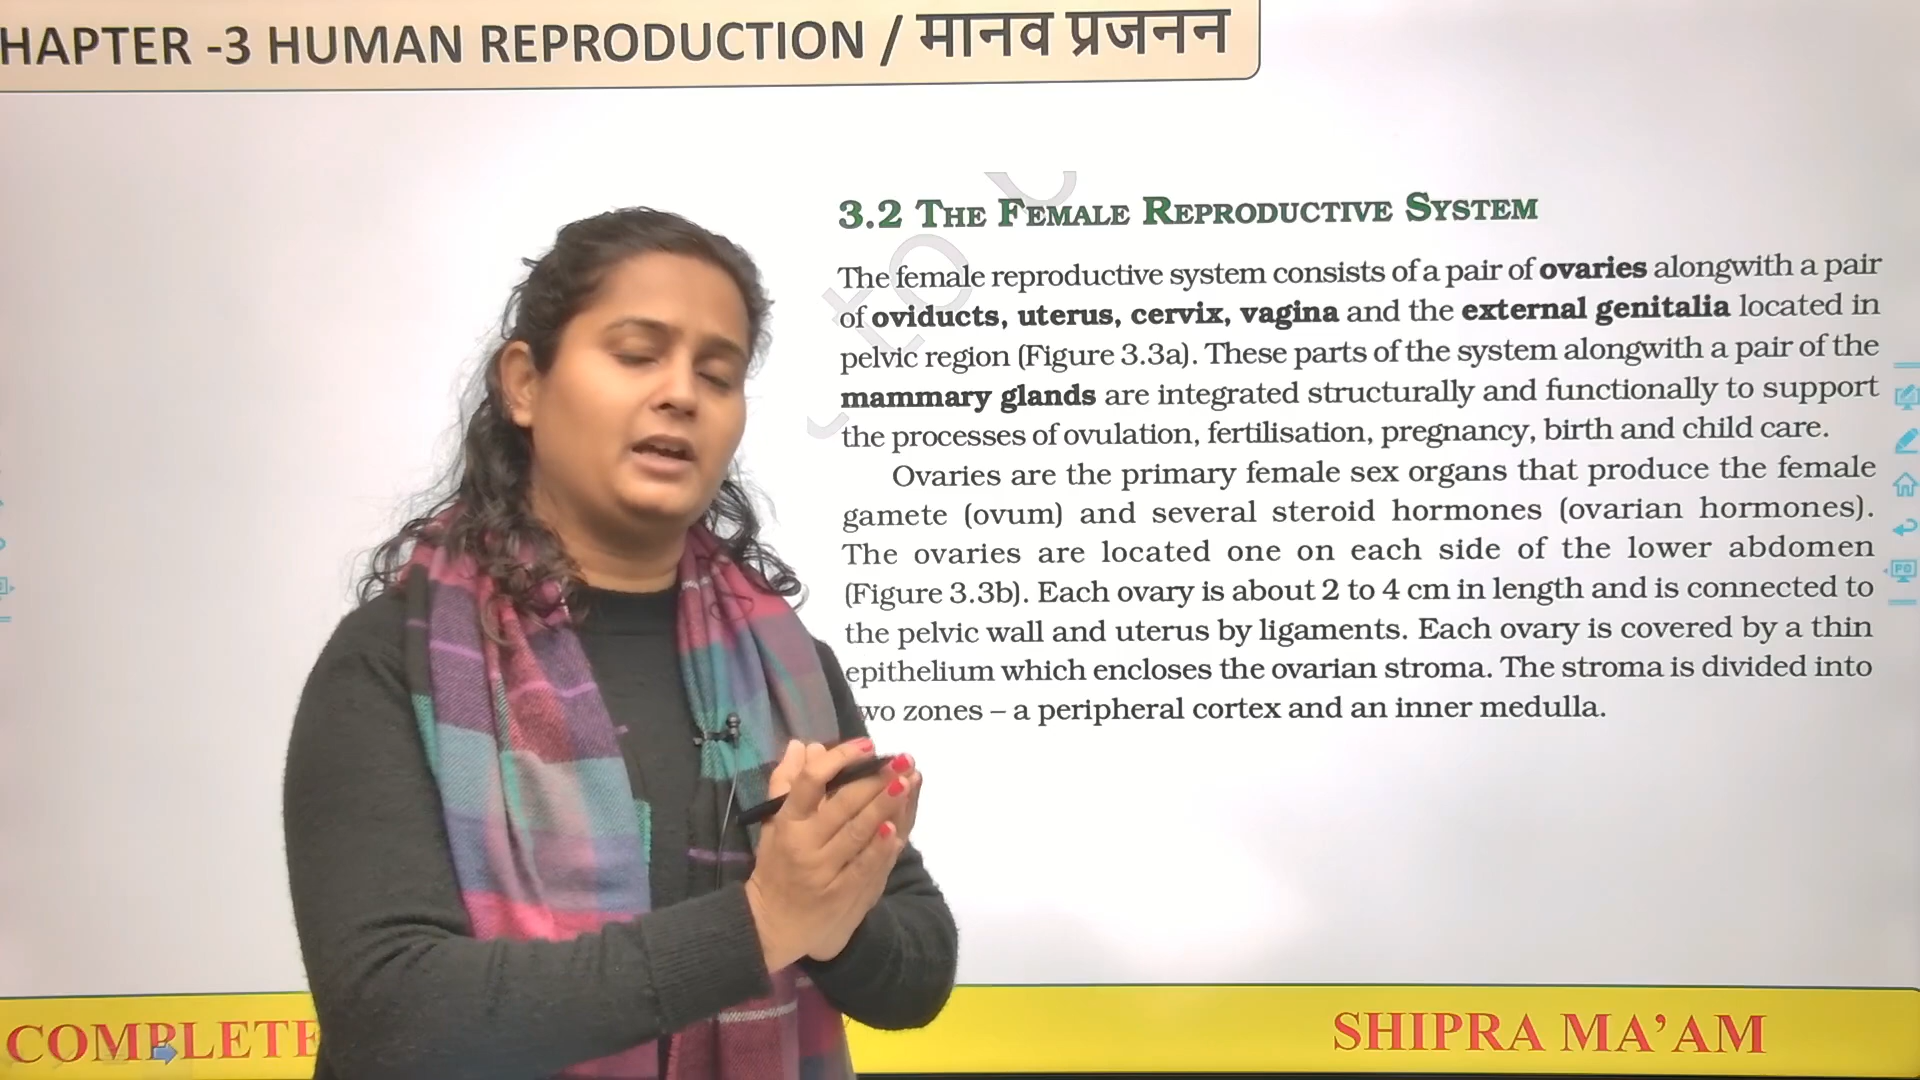 HAPTER -3 HUMAN REPRODUCTION / मानव प्रजनन
3.2 THE FEMALE REPRODUCTIVE SYSTEM
The female reproductive system consists of a pair of ovaries alongwith a pair
of oviducts, uterus, cervix, vagina and the external genitalia located in
pelvic region (Figure 3.3a). These parts of the system alongwith a pair of the
mammary glands are integrated structurally and functionally to support
the processes of ovulation, fertilisation, pregnancy, birth and child care.
Ovaries are the primary female sex organs that produce the female
gamete (ovum) and several steroid hormones (ovarian hormones).
The ovaries are located one on each side of the lower abdomen
(Figure 3.3b). Each ovary is about 2 to 4 cm in length and is connected to
the pelvic wall and uterus by ligaments. Each ovary is covered by a thin
epithelium which encloses the ovarian stroma. The stroma is divided into
wo zones – a peripheral cortex and an inner medulla.
COMPLETE
SHIPRA MA'AM